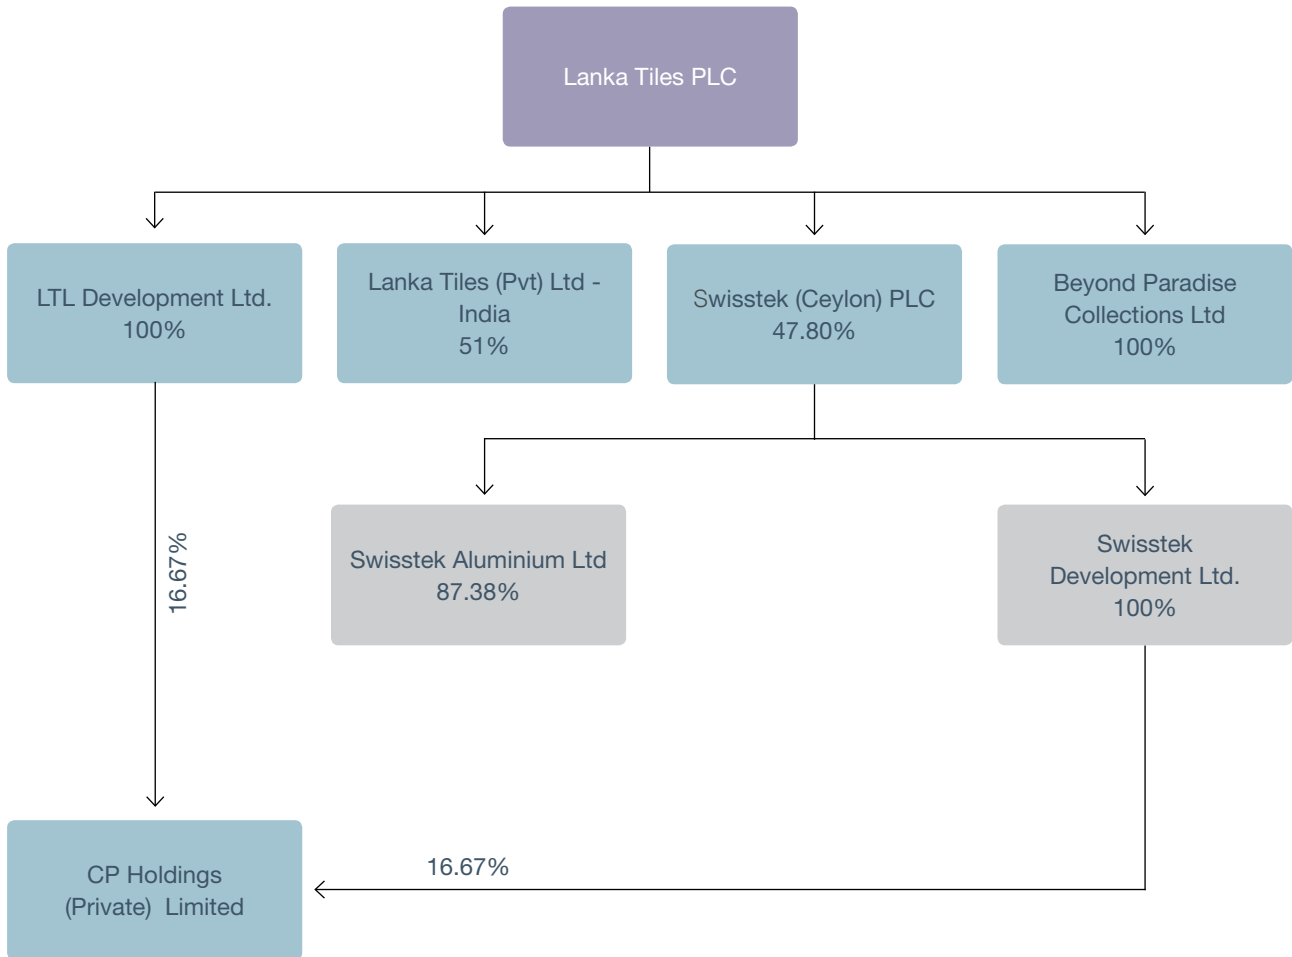 Lanka Tiles PLC
LTL Development Ltd.
100%
Lanka Tiles (Pvt) Ltd -
India
51%
Swisstek (Ceylon) PLC
47.80%
Beyond Paradise
Collections Ltd
100%
16.67%
Swisstek Aluminium Ltd
87.38%
Swisstek
Development Ltd.
100%
CP Holdings
(Private) Limited
16.67%